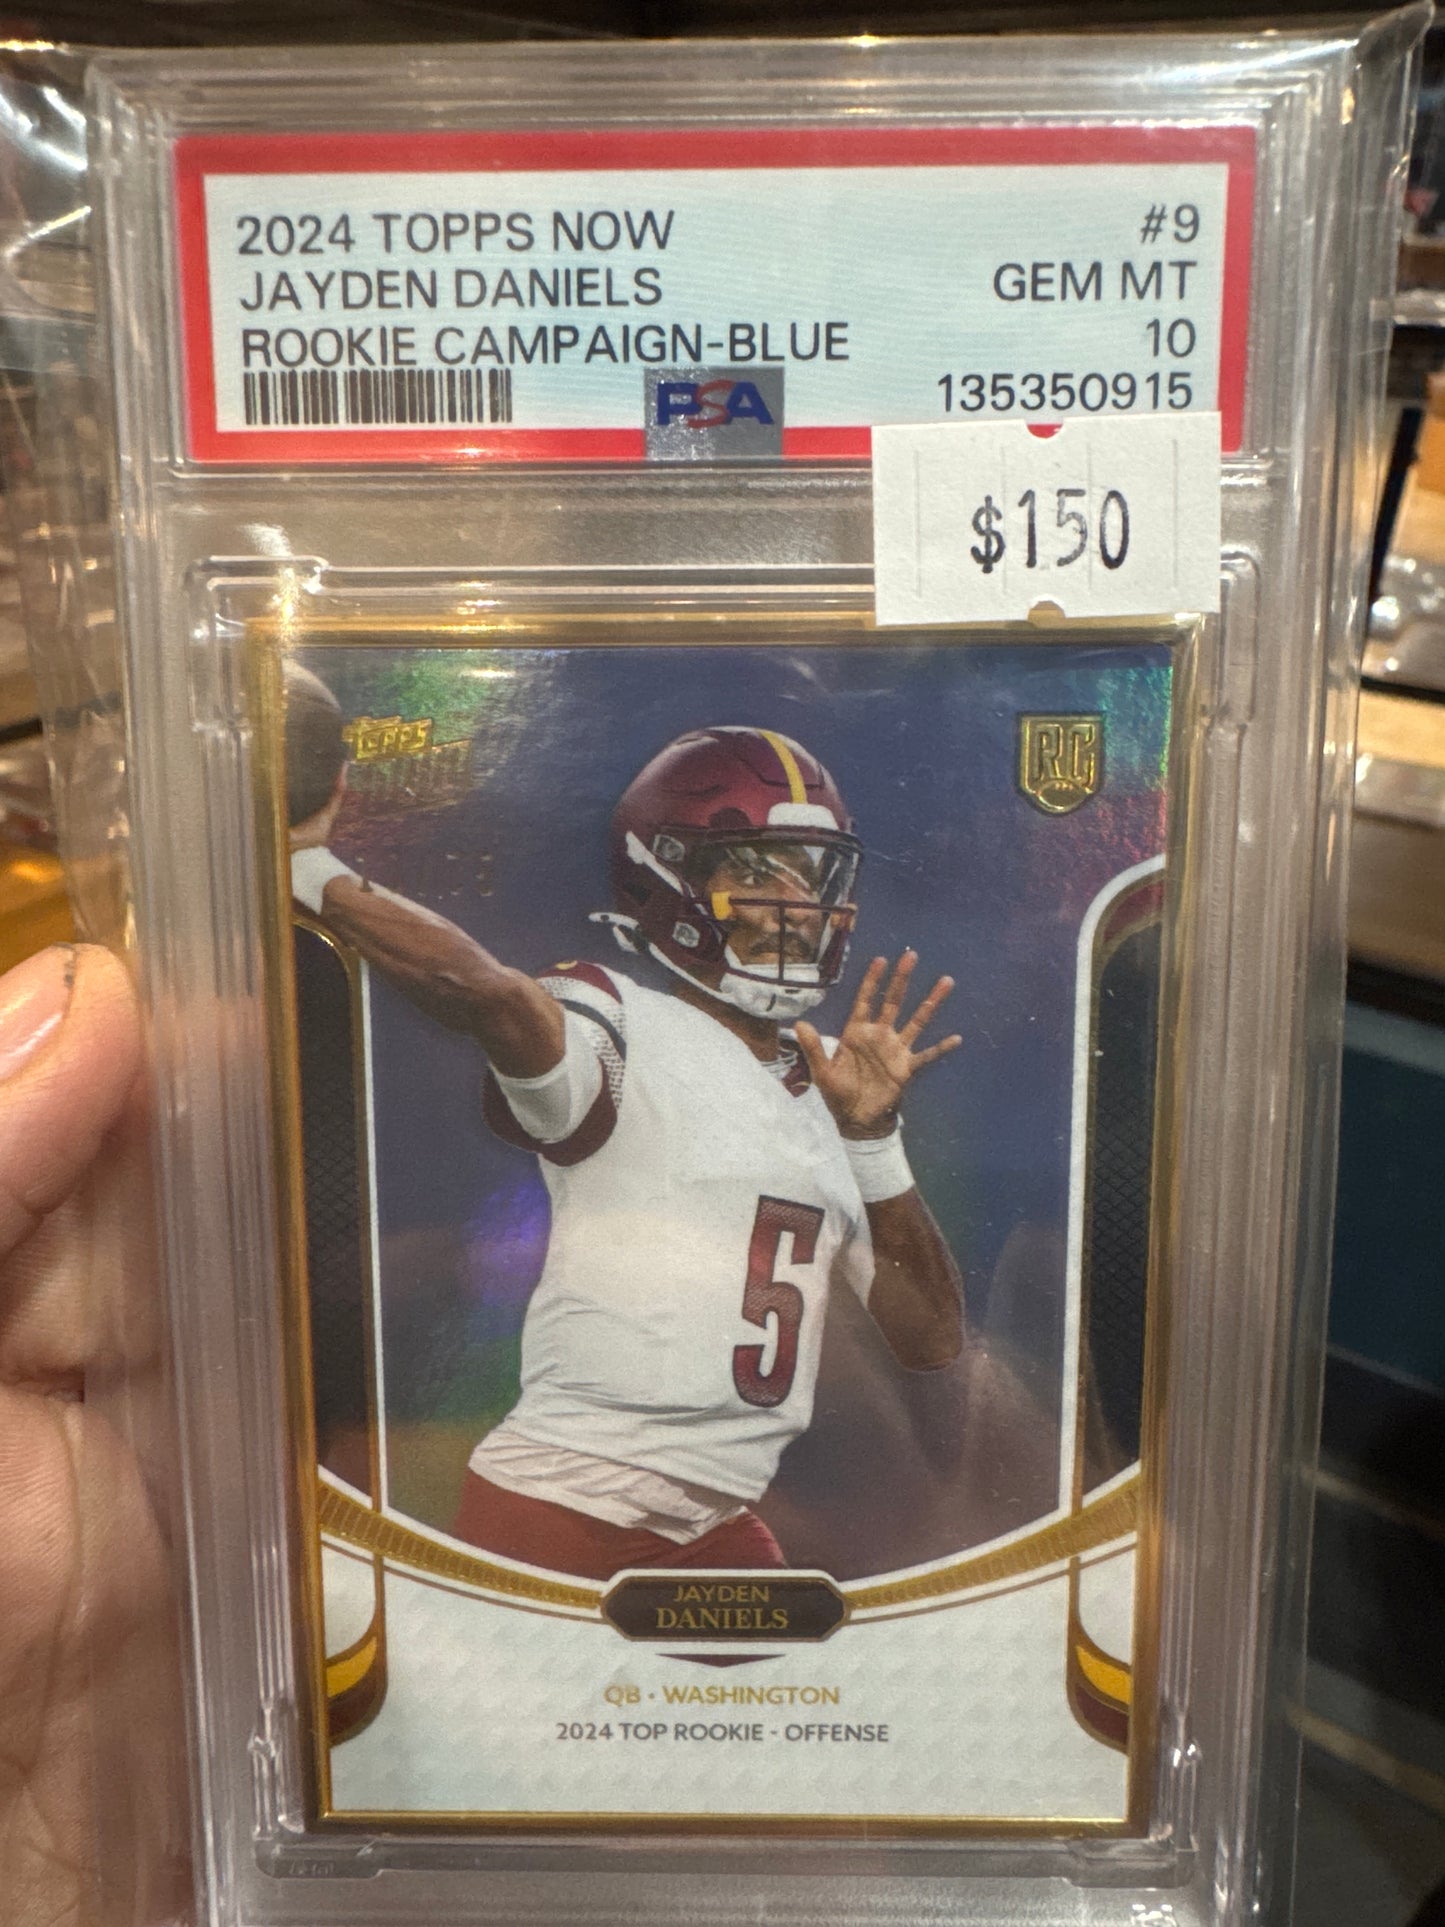 2024 TOPPS NOW #9
JAYDEN DANIELS GEM MT
ROOKIE CAMPAIGN-BLUE 10
PSA 135350915
$150
Topps
RC
5
JAYDEN
DANIELS
QB · WASHINGTON
2024 TOP ROOKIE - OFFENSE